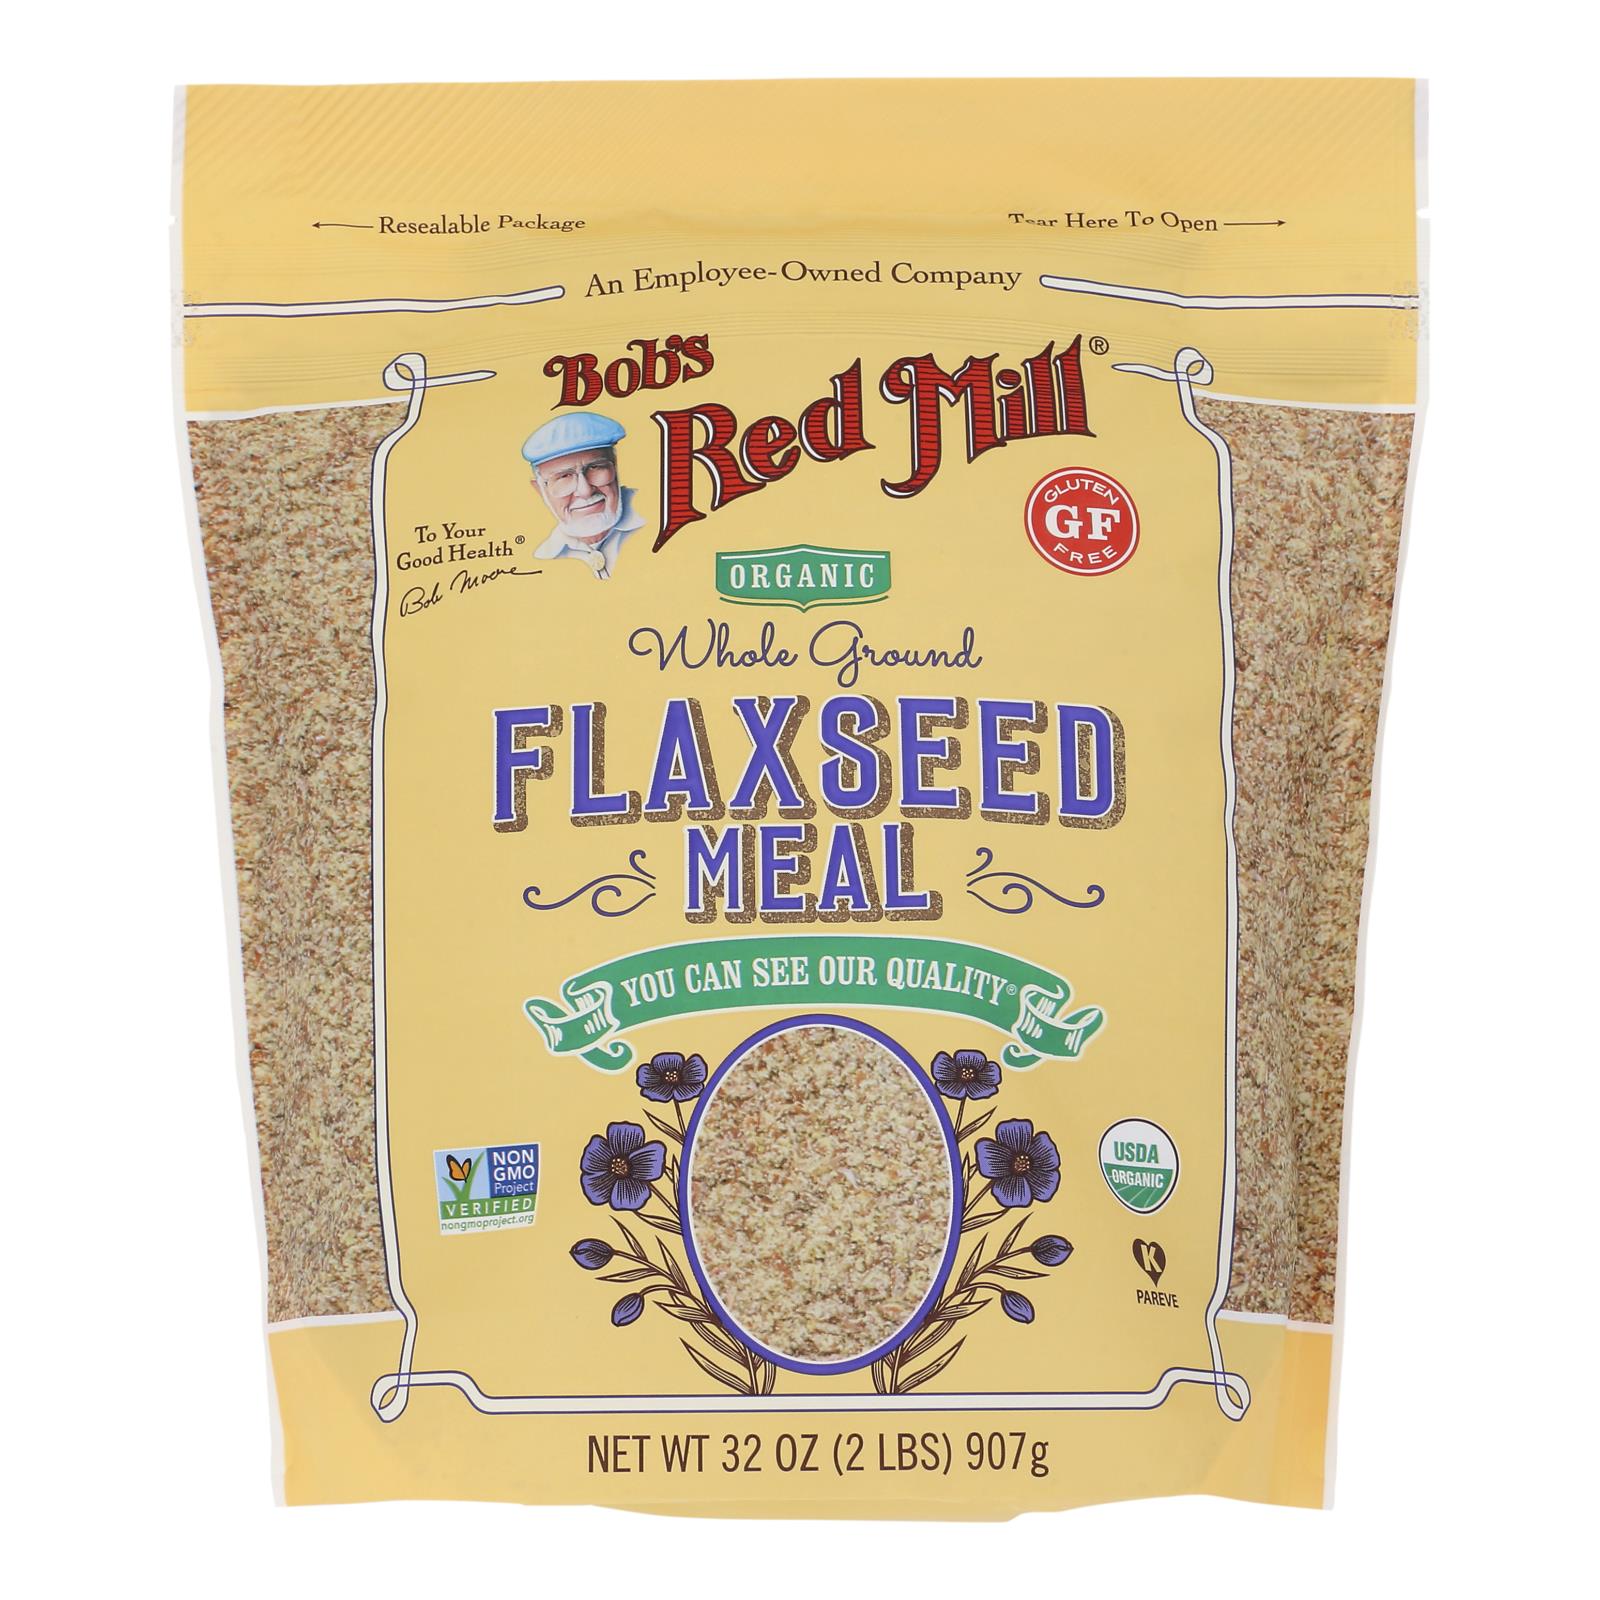 Resealable Package
Tear Here To Open
An Employee-Owned Company
Bob's
Red Mill®
To Your
Good Health®
Bob Moore
GLUTEN
GF
FREE
ORGANIC
Whole Ground
FLAXSEED
MEAL
YOU CAN SEE OUR QUALITY®
NON
GMO
Project
VERIFIED
nongmoproject.org
USDA
ORGANIC
K
PAREVE
NET WT 32 OZ (2 LBS) 907g